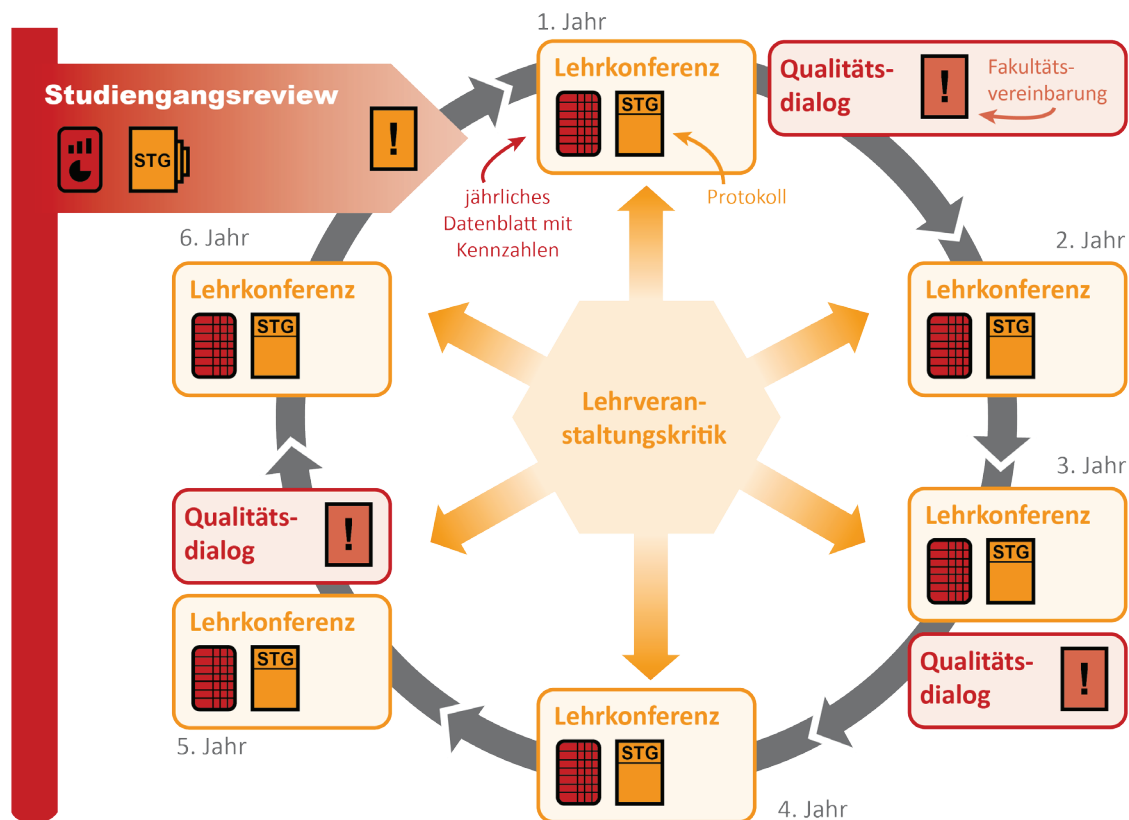 1. Jahr
Studiengangsreview
STG
!
Lehrkonferenz
STG
Qualitäts-
dialog
!
Fakultäts-
vereinbarung
jährliches
Datenblatt mit
Kennzahlen
Protokoll
6. Jahr
Lehrkonferenz
STG
2. Jahr
Lehrkonferenz
STG
Lehrveran-
staltungskritik
3. Jahr
Lehrkonferenz
STG
Qualitäts-
dialog
!
Qualitäts-
dialog
!
Lehrkonferenz
STG
5. Jahr
Lehrkonferenz
STG
4. Jahr